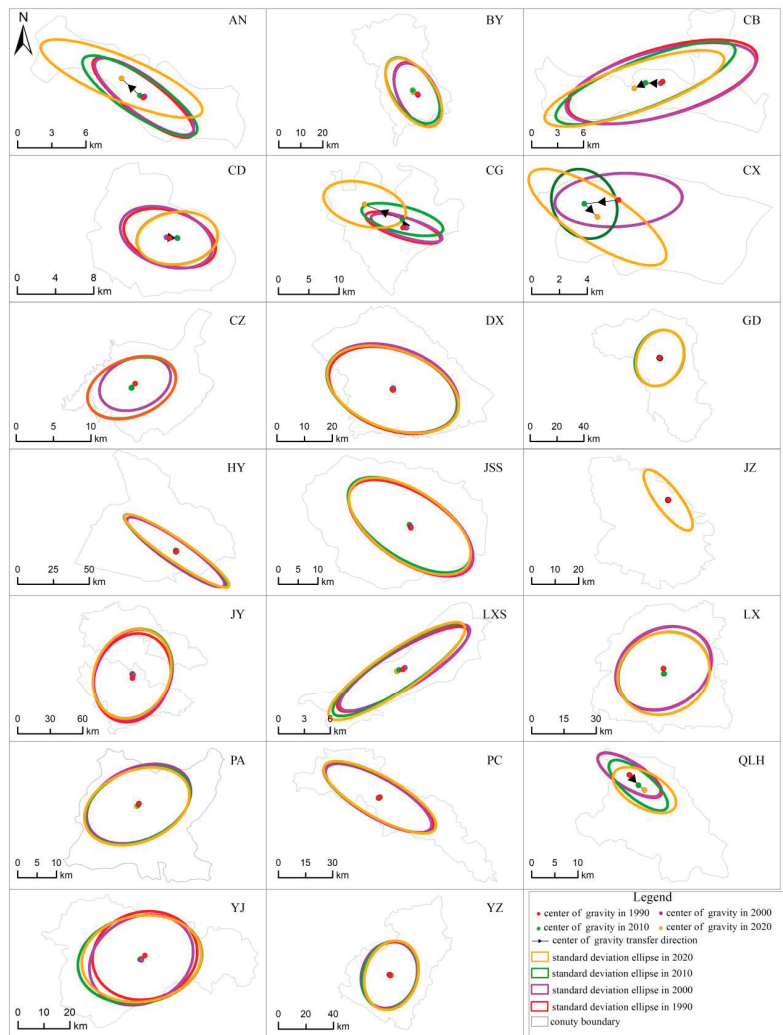 N
AN
0 3 6
km
BY
0 10 20
km
CB
0 3 6
km
CD
0 4 8
km
CG
0 10
km
CX
0 2 4
km
CZ
0 5 10
km
DX
0 10 20
km
GD
0 20 40
km
HY
0 25 50
km
JSS
0 5 10
km
JZ
0 10 20
km
JY
0 30 60
km
LXS
0 3 6
km
LX
0 15 30
km
PA
0 5 10
km
PC
0 15 30
km
QLH
0 5 10
km
YJ
0 10 20
km
YZ
0 10 20
km
Legend
center of gravity in 1990 center of gravity in 2000
center of gravity in 2010 center of gravity in 2020
center of gravity transfer direction
standard deviation ellipse in 2020
standard deviation ellipse in 2010
standard deviation ellipse in 2000
standard deviation ellipse in 1990
conuty boundary